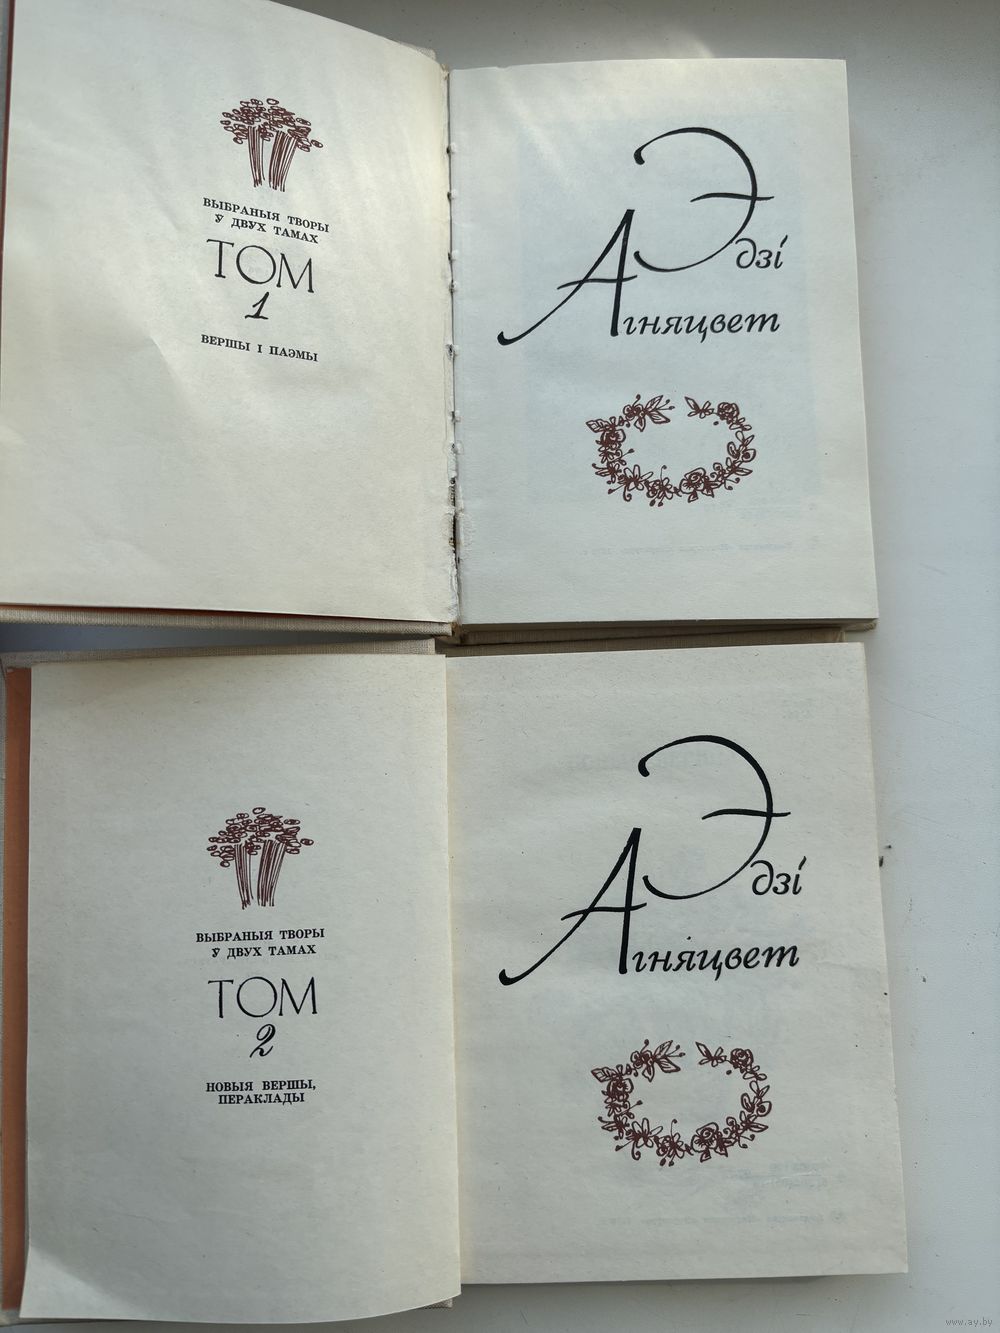 ВЫБРАНЫЯ ТВОРЫ
Ў ДВУХ ТАМАХ
ТОМ
1
ВЕРШЫ І ПАЭМЫ
Эдзі
Агняцвет
ВЫБРАНЫЯ ТВОРЫ
Ў ДВУХ ТАМАХ
ТОМ
2
НОВЫЯ ВЕРШЫ,
ПЕРАКЛАДЫ
Эдзі
Агняцвет
www.ay.by